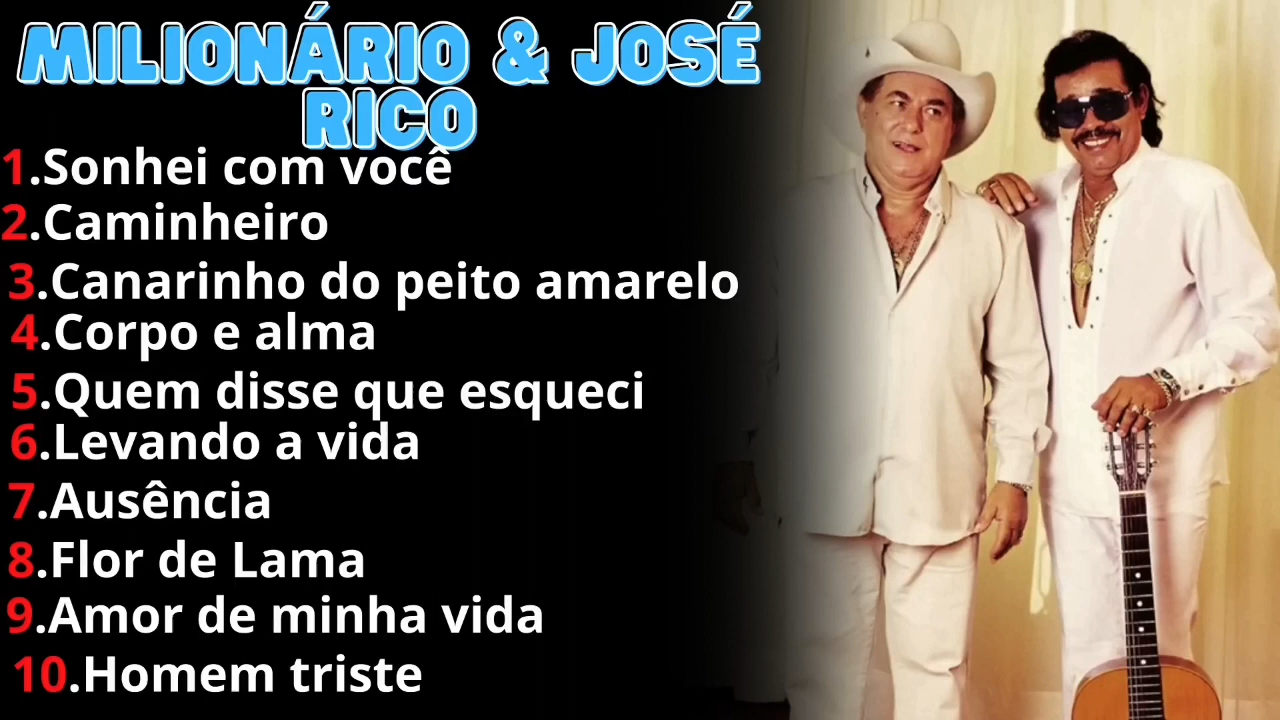 MILIONÁRIO & JOSÉ
RICO
1.Sonhei com você
2.Caminheiro
3.Canarinho do peito amarelo
4.Corpo e alma
5.Quem disse que esqueci
6.Levando a vida
7.Ausência
8.Flor de Lama
9.Amor de minha vida
10.Homem triste